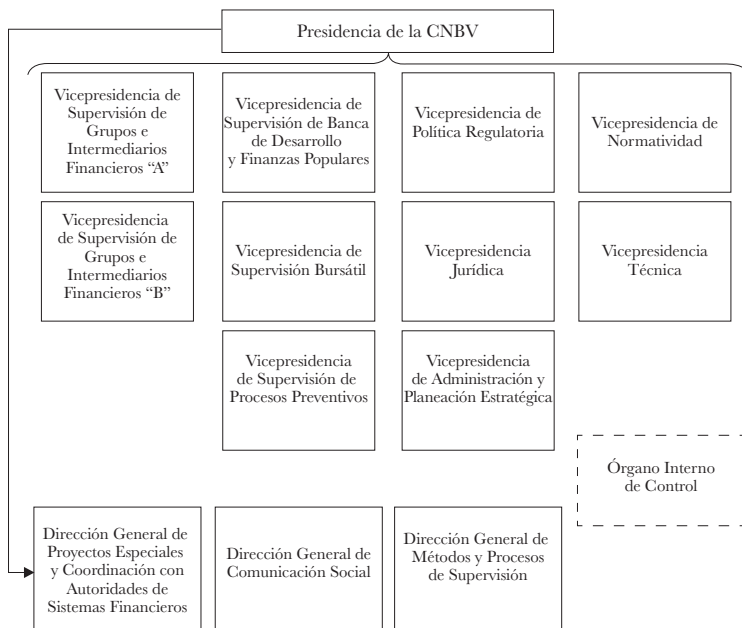 Presidencia de la CNBV
Vicepresidencia de
Supervisión de
Grupos e
Intermediarios
Financieros “A”
Vicepresidencia de
Supervisión de Banca
de Desarrollo
y Finanzas Populares
Vicepresidencia de
Política Regulatoria
Vicepresidencia de
Normatividad
Vicepresidencia
de Supervisión de
Grupos e
Intermediarios
Financieros “B”
Vicepresidencia de
Supervisión Bursátil
Vicepresidencia
Jurídica
Vicepresidencia
Técnica
Vicepresidencia
de Supervisión de
Procesos Preventivos
Vicepresidencia
de Administración y
Planeación Estratégica
Órgano Interno
de Control
Dirección General de
Proyectos Especiales
y Coordinación con
Autoridades de
Sistemas Financieros
Dirección General de
Comunicación Social
Dirección General de
Métodos y Procesos
de Supervisión